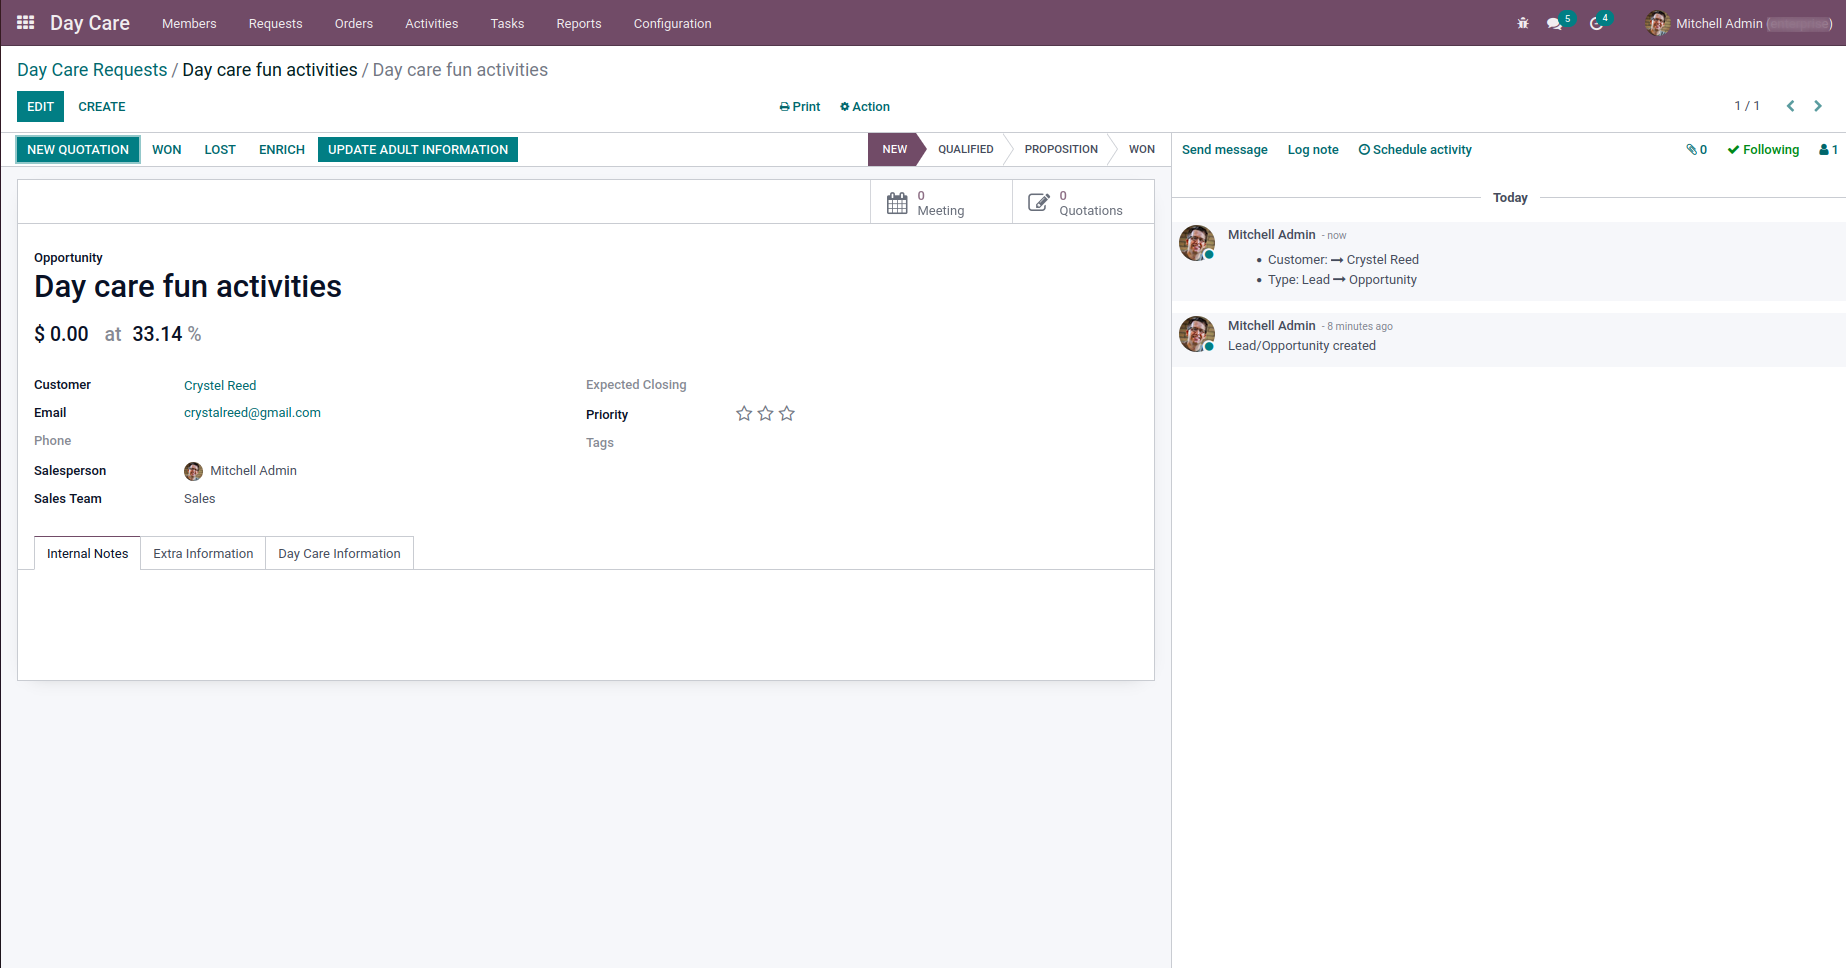 Day Care Members Requests Orders Activities Tasks Reports Configuration 5 4 Mitchell Admin ( )
Day Care Requests / Day care fun activities / Day care fun activities
EDIT CREATE Print Action 1 / 1
NEW QUOTATION WON LOST ENRICH UPDATE ADULT INFORMATION NEW QUALIFIED PROPOSITION WON
Send message Log note Schedule activity 0 Following 1
0
Meeting
0
Quotations
Opportunity
Day care fun activities
$ 0.00 at 33.14 %
Customer Crystel Reed
Email crystalreed@gmail.com
Phone
Salesperson Mitchell Admin
Sales Team Sales
Expected Closing
Priority
Tags
Internal Notes Extra Information Day Care Information
Today
Mitchell Admin - now
• Customer: → Crystel Reed
• Type: Lead → Opportunity
Mitchell Admin - 8 minutes ago
Lead/Opportunity created